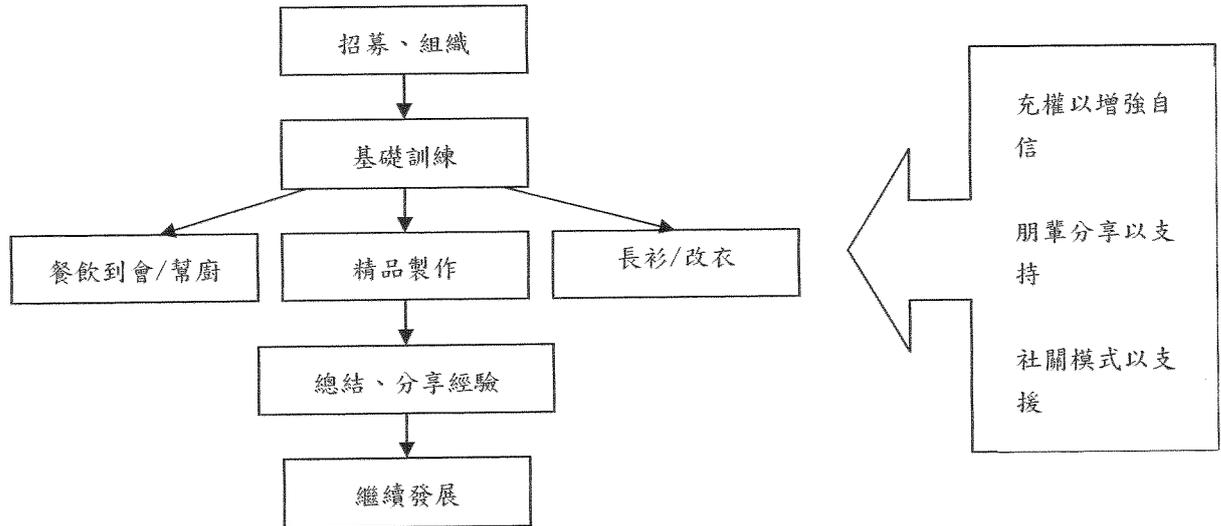 招募、組織
基礎訓練
餐飲到會/幫廚
精品製作
長衫/改衣
總結、分享經驗
繼續發展
充權以增強自
信
朋輩分享以支
持
社關模式以支
援